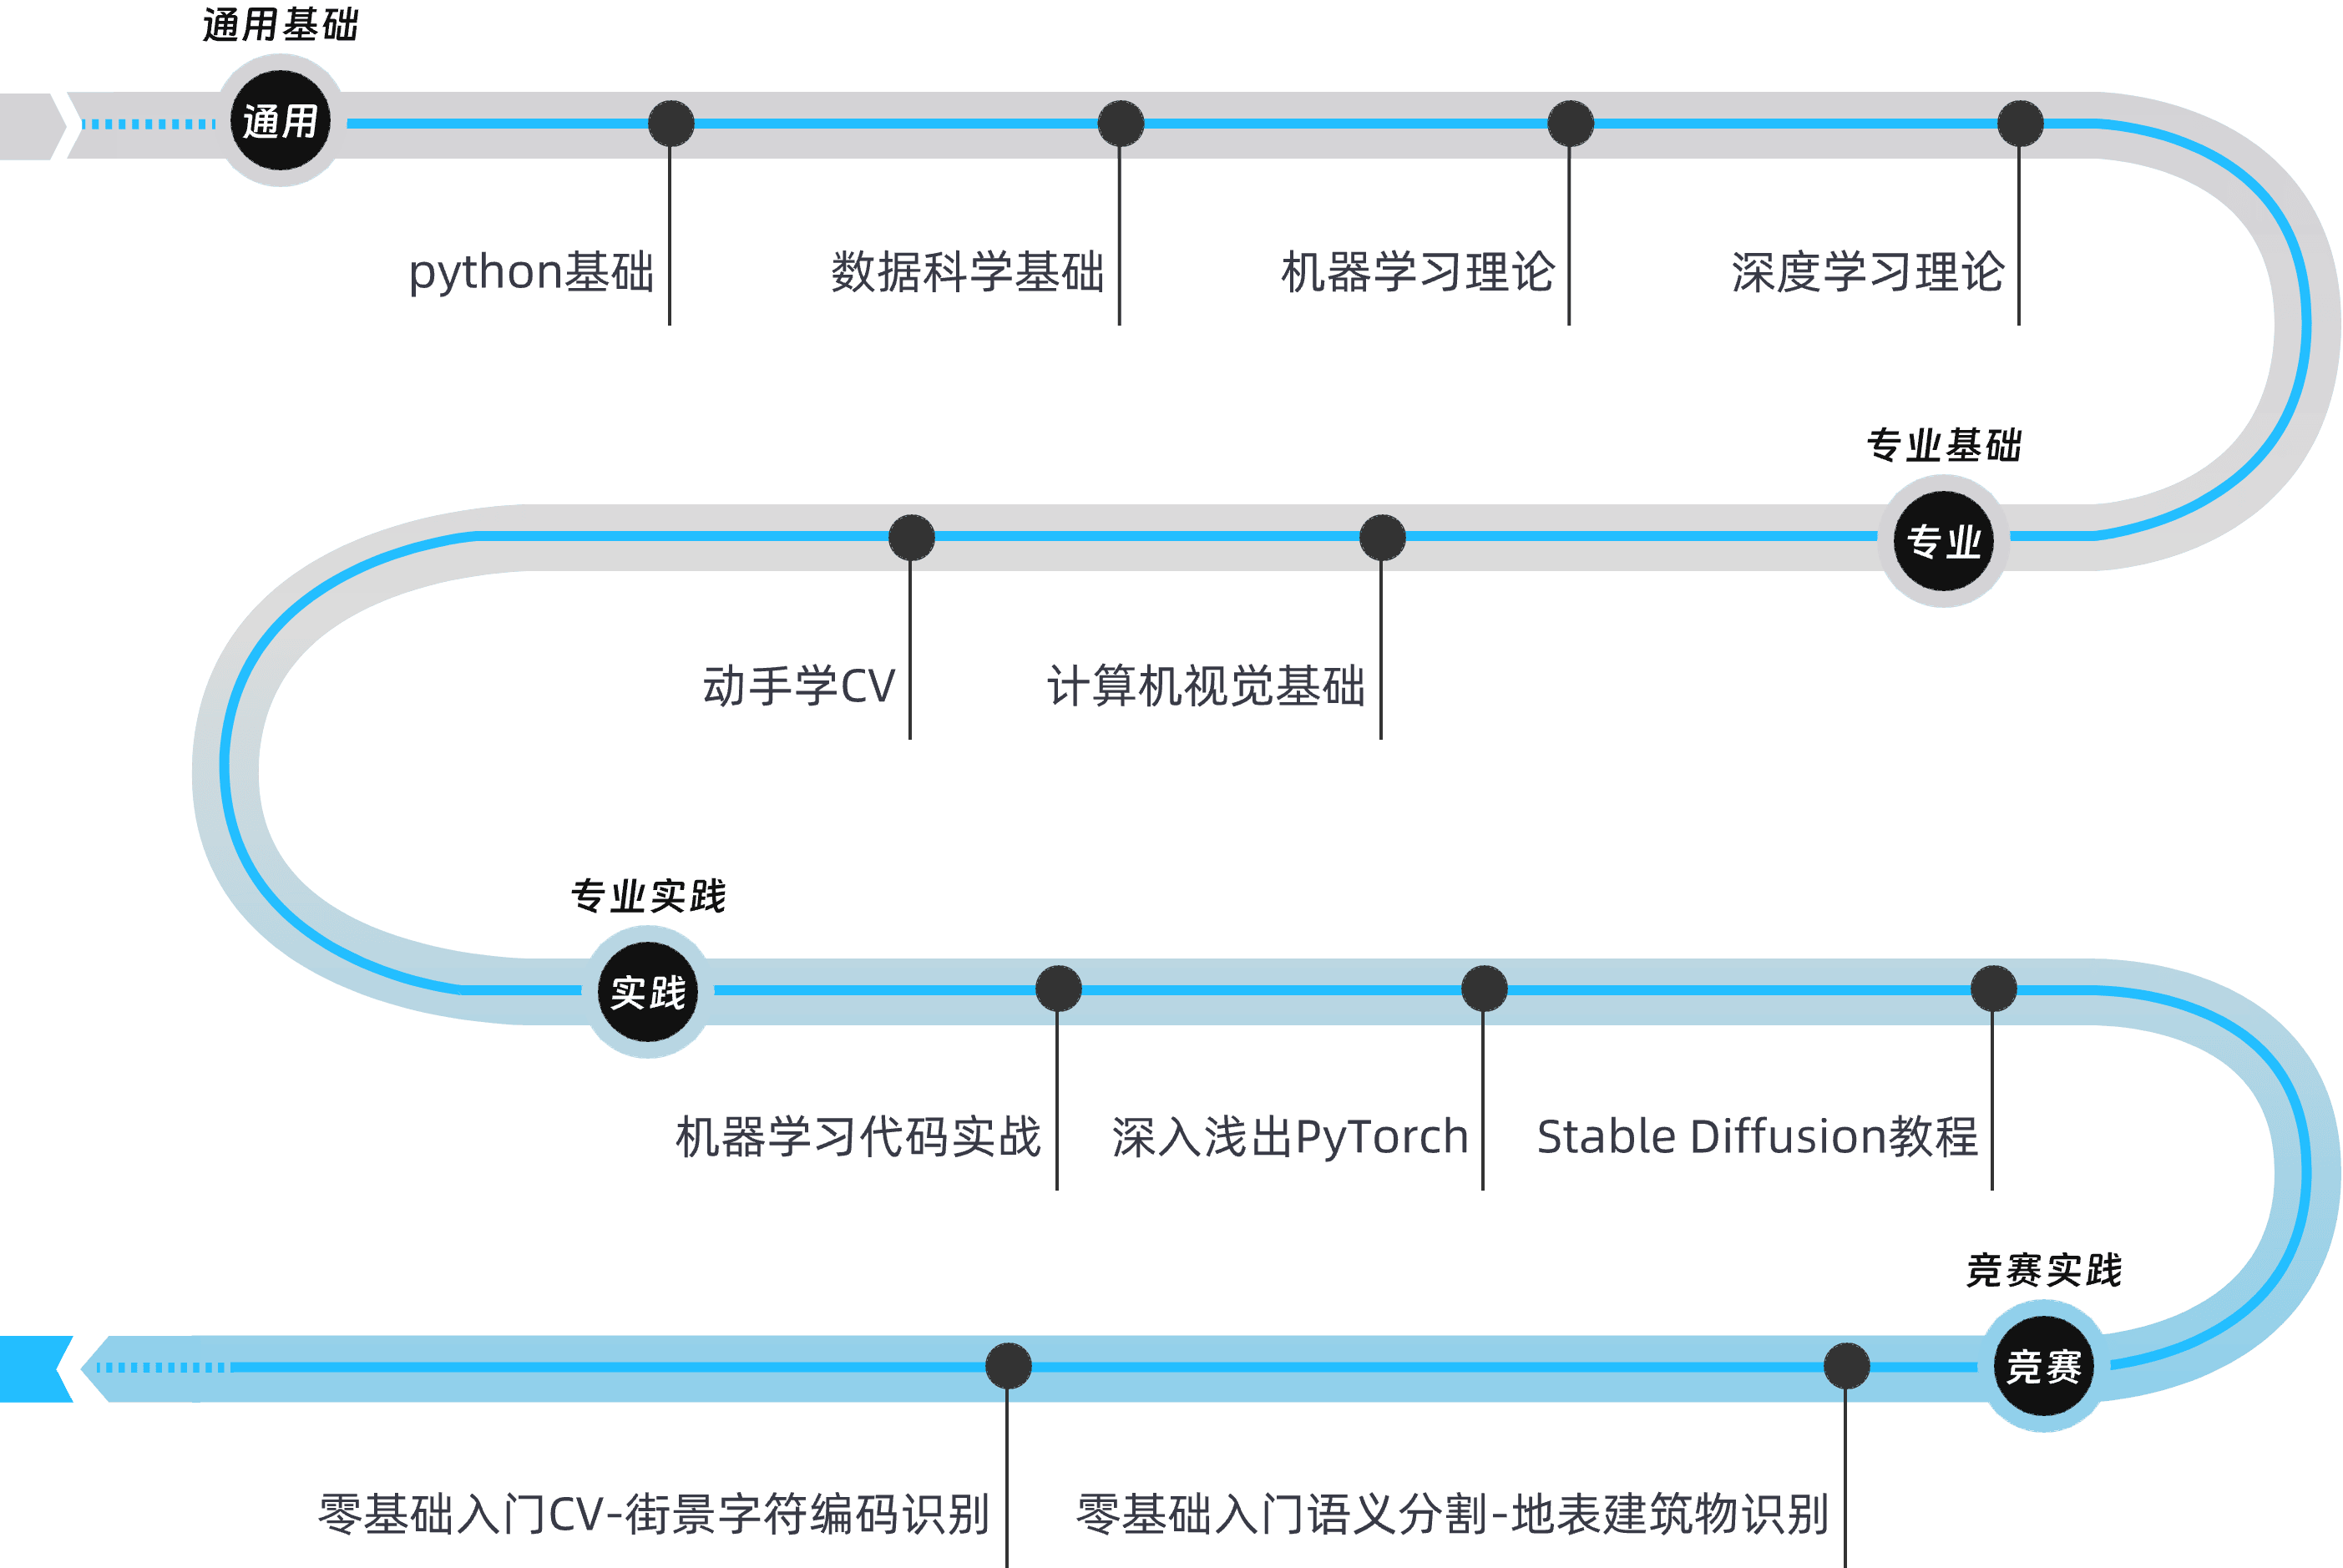 通用基础
通用
python基础
数据科学基础
机器学习理论
深度学习理论
专业基础
专业
动手学CV
计算机视觉基础
专业实践
实践
机器学习代码实战
深入浅出PyTorch
Stable Diffusion教程
竞赛实践
竞赛
零基础入门CV-街景字符编码识别
零基础入门语义分割-地表建筑物识别